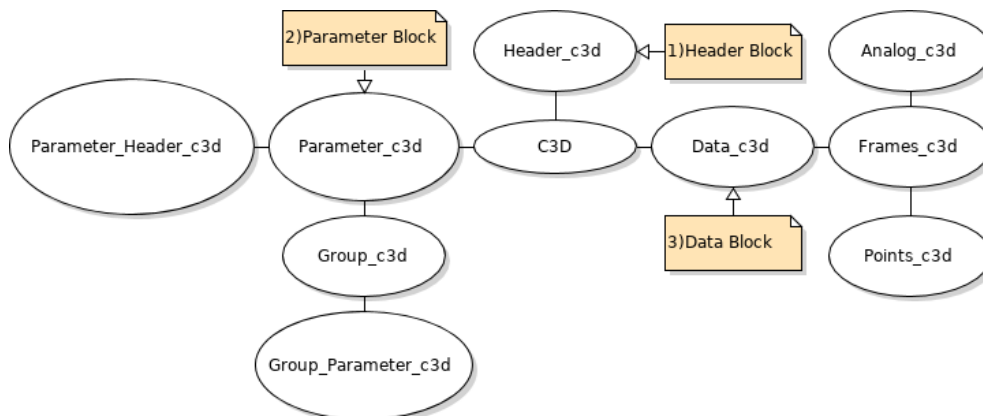 2)Parameter Block
Header_c3d
1)Header Block
Analog_c3d
Parameter_Header_c3d
Parameter_c3d
C3D
Data_c3d
Frames_c3d
Group_c3d
3)Data Block
Points_c3d
Group_Parameter_c3d